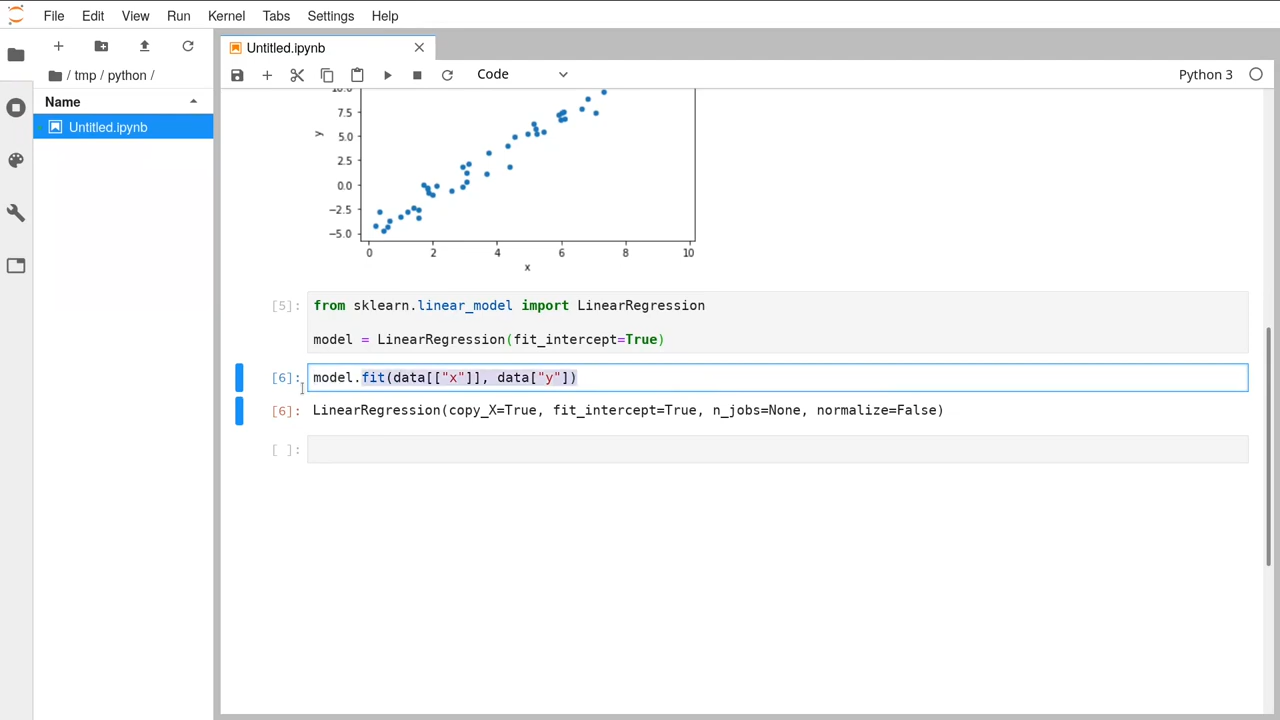 File Edit View Run Kernel Tabs Settings Help
Untitled.ipynb
/ tmp / python /
Code
Python 3
Name
Untitled.ipynb
10.0
7.5
5.0
2.5
0.0
−2.5
−5.0
y
0 2 4 6 8 10
x
[5]: from sklearn.linear_model import LinearRegression
model = LinearRegression(fit_intercept=True)
[6]: model.fit(data[["x"]], data["y"])
[6]: LinearRegression(copy_X=True, fit_intercept=True, n_jobs=None, normalize=False)
[ ]: